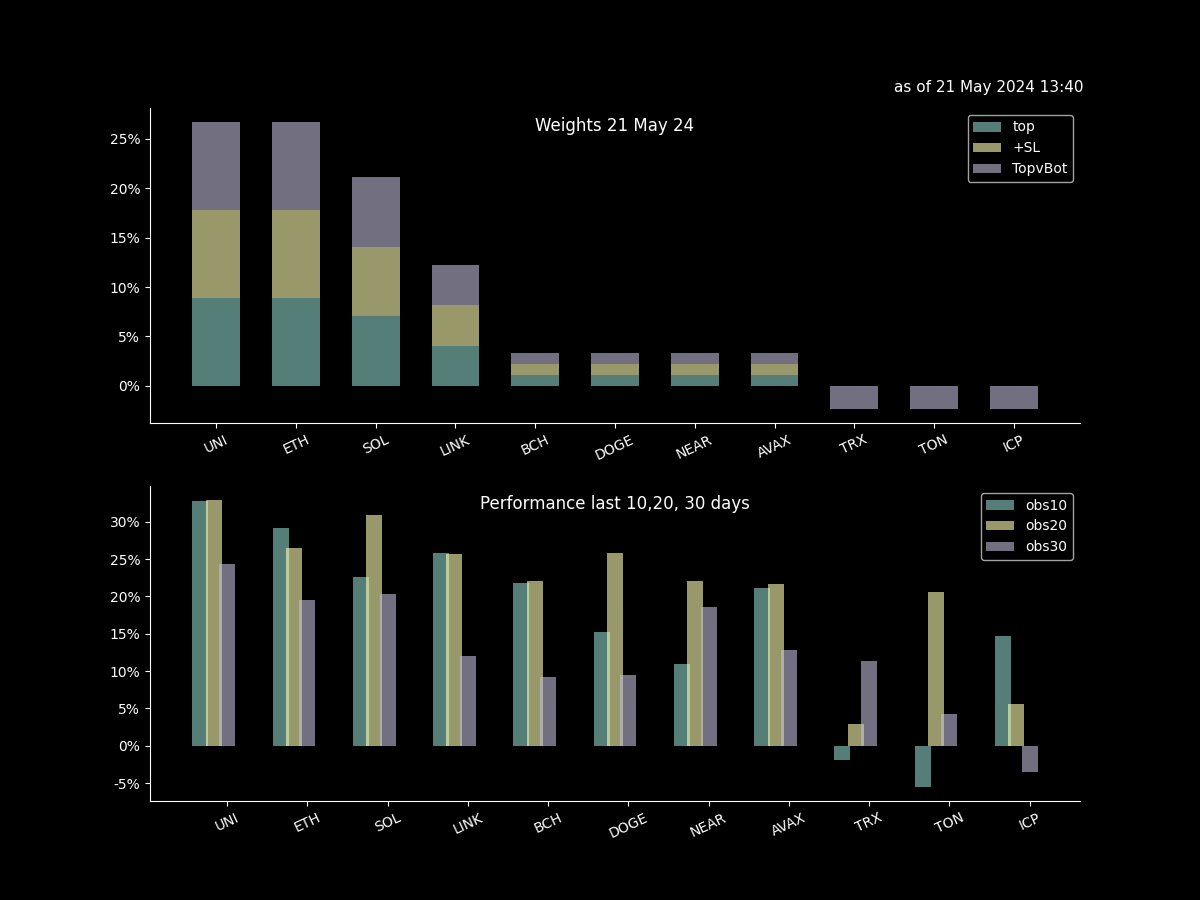 as of 21 May 2024 13:40
Weights 21 May 24
top
+SL
TopvBot
25%
20%
15%
10%
5%
0%
UNI ETH SOL LINK BCH DOGE NEAR AVAX TRX TON ICP
Performance last 10,20, 30 days
obs10
obs20
obs30
30%
25%
20%
15%
10%
5%
0%
-5%
UNI ETH SOL LINK BCH DOGE NEAR AVAX TRX TON ICP